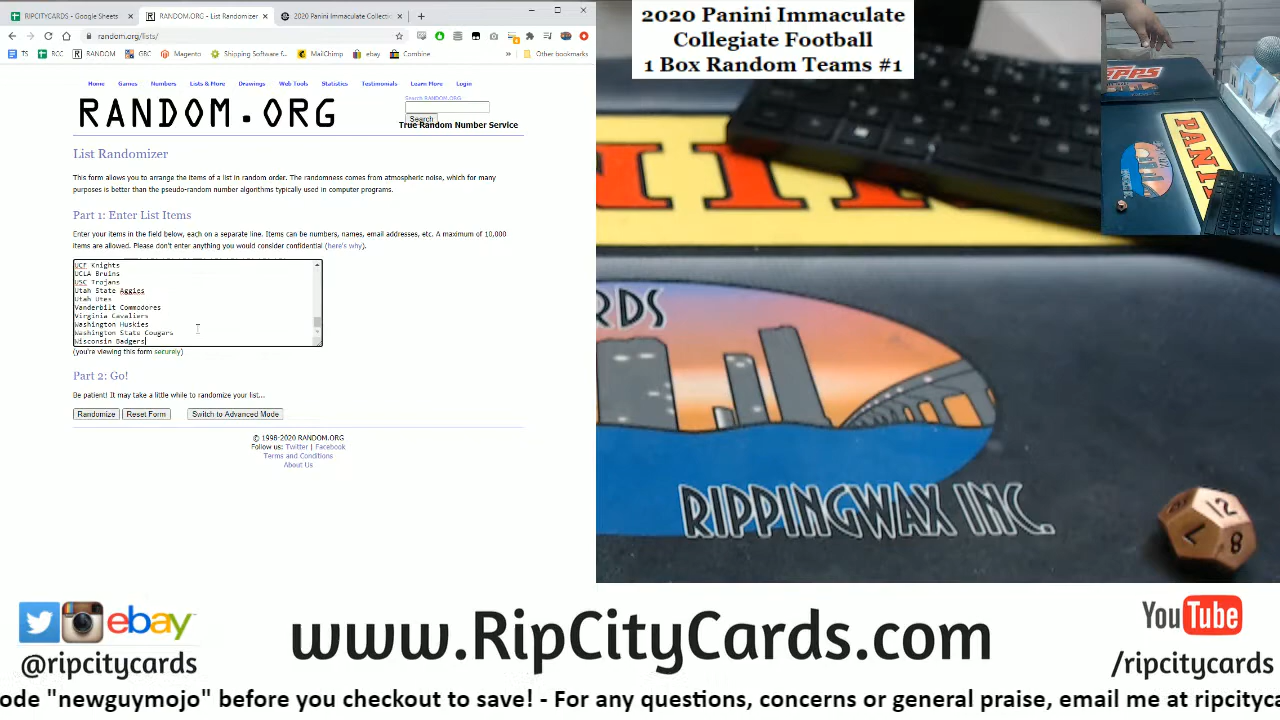 RIPCITYCARDS - Google Sheets
RANDOM.ORG - List Randomizer
2020 Panini Immaculate Collecti
random.org/lists/
TS
RCC
RANDOM
GBC
Magento
Shipping Software f...
MailChimp
ebay
Combine
Other bookmarks
Home
Games
Numbers
Lists & More
Drawings
Web Tools
Statistics
Testimonials
Learn More
Login
RANDOM.ORG
Search RANDOM.ORG
Search
True Random Number Service
List Randomizer
This form allows you to arrange the items of a list in random order. The randomness comes from atmospheric noise, which for many
purposes is better than the pseudo-random number algorithms typically used in computer programs.
Part 1: Enter List Items
Enter your items in the field below, each on a separate line. Items can be numbers, names, email addresses, etc. A maximum of 10,000
items are allowed. Please don't enter anything you would consider confidential (here's why).
UCF Knights
UCLA Bruins
USC Trojans
Utah State Aggies
Utah Utes
Vanderbilt Commodores
Virginia Cavaliers
Washington Huskies
Washington State Cougars
Wisconsin Badgers
(you're viewing this form securely)
Part 2: Go!
Be patient! It may take a little while to randomize your list...
Randomize
Reset Form
Switch to Advanced Mode
© 1998-2020 RANDOM.ORG
Follow us: Twitter | Facebook
Terms and Conditions
About Us
2020 Panini Immaculate
Collegiate Football
1 Box Random Teams #1
PANINI
RDS
RIPPINGWAX INC.
12
7
8
ebay
@ripcitycards
www.RipCityCards.com
YouTube
/ripcitycards
ode "newguymojo" before you checkout to save! - For any questions, concerns or general praise, email me at ripcityca